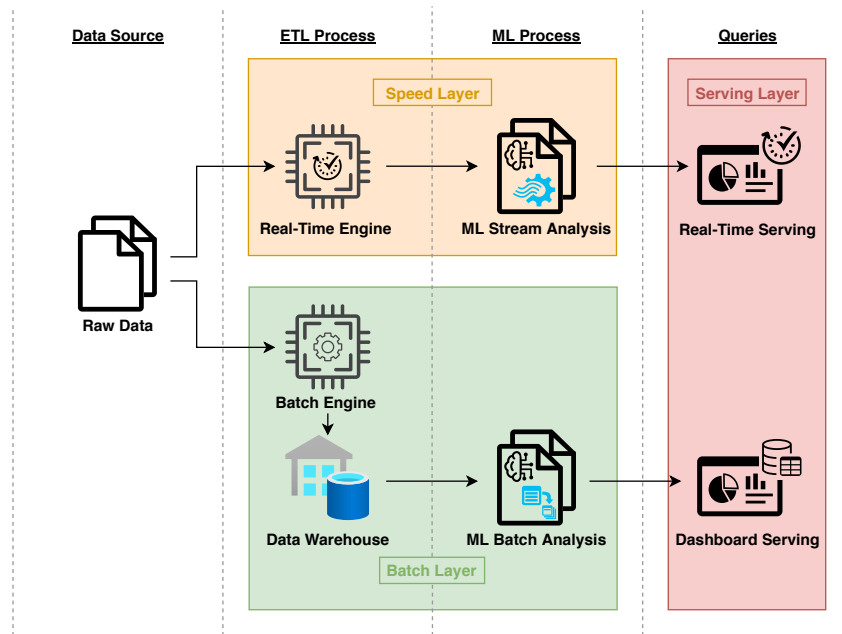 Data Source
ETL Process
ML Process
Queries
Speed Layer
Serving Layer
Real-Time Engine
ML Stream Analysis
Real-Time Serving
Raw Data
Batch Engine
Data Warehouse
ML Batch Analysis
Dashboard Serving
Batch Layer